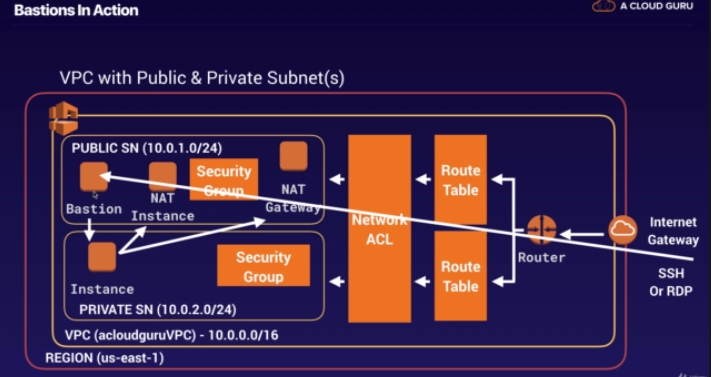 Bastions In Action
A CLOUD GURU
VPC with Public & Private Subnet(s)
PUBLIC SN (10.0.1.0/24)
Bastion
NAT
Instance
Security
Group
NAT
Gateway
Network
ACL
Route
Table
Router
Internet
Gateway
SSH
Or RDP
Instance
Security
Group
Route
Table
PRIVATE SN (10.0.2.0/24)
VPC (acloudguruVPC) - 10.0.0.0/16
REGION (us-east-1)